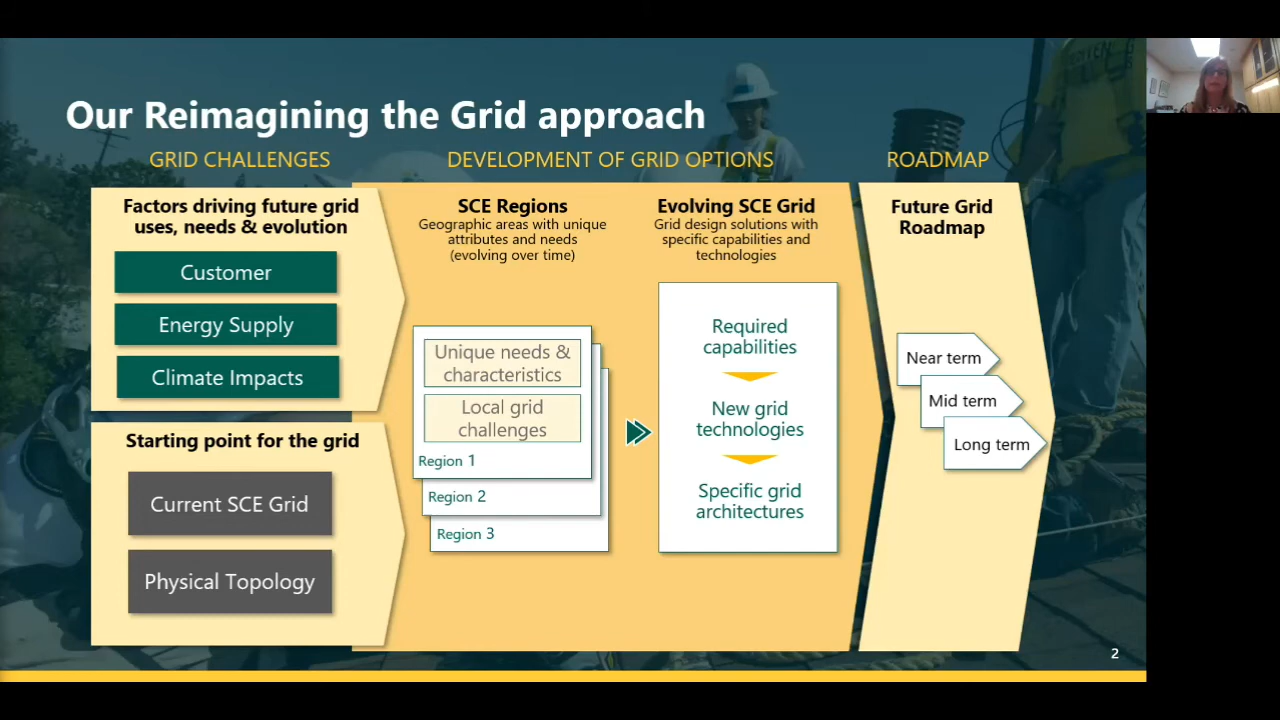 Our Reimagining the Grid approach
GRID CHALLENGES
DEVELOPMENT OF GRID OPTIONS
ROADMAP
Factors driving future grid
uses, needs & evolution
Customer
Energy Supply
Climate Impacts
Starting point for the grid
Current SCE Grid
Physical Topology
SCE Regions
Geographic areas with unique
attributes and needs
(evolving over time)
Unique needs &
characteristics
Local grid
challenges
Region 1
Region 2
Region 3
Evolving SCE Grid
Grid design solutions with
specific capabilities and
technologies
Required
capabilities
New grid
technologies
Specific grid
architectures
Future Grid
Roadmap
Near term
Mid term
Long term
2